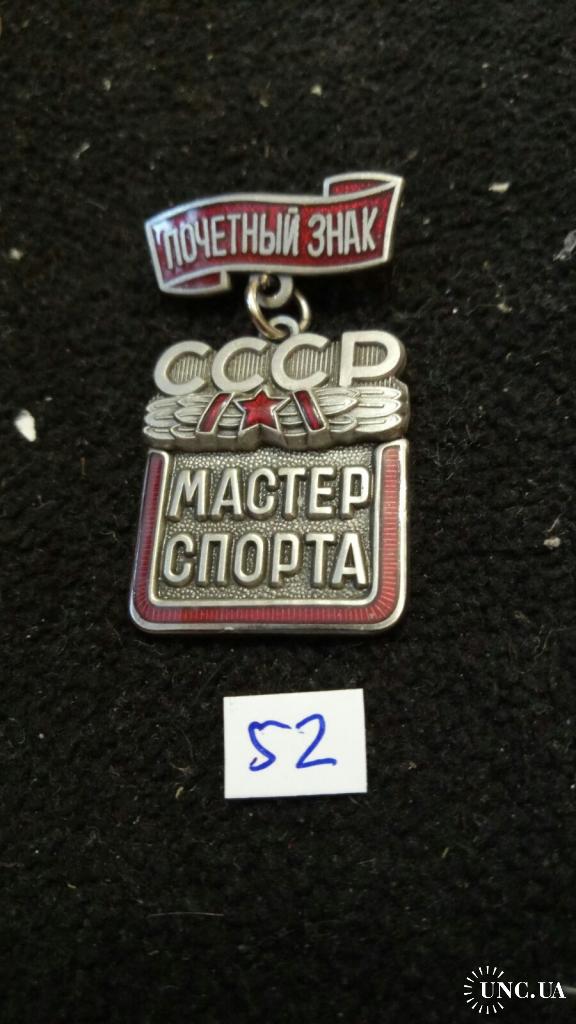 ПОЧЕТНЫЙ ЗНАК
СССР
МАСТЕР
СПОРТА
52
UNC.UA